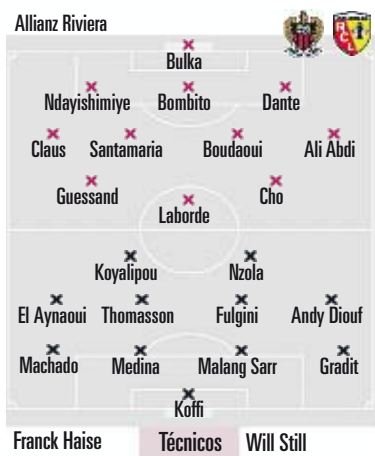 Allianz Riviera
Bulka
Ndayishimiye Bombito Dante
Claus Santamaria Boudaoui Ali Abdi
Guessand Cho
Laborde
Koyalipou Nzola
El Aynaoui Thomasson Fulgini Andy Diouf
Machado Medina Malang Sarr Gradit
Koffi
Franck Haise Técnicos Will Still